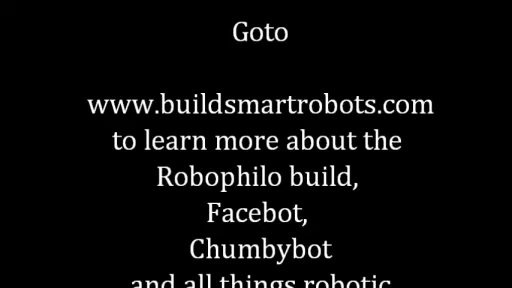 Goto
www.buildsmartrobots.com
to learn more about the
Robophilo build,
Facebot,
Chumbybot
and all things robotic